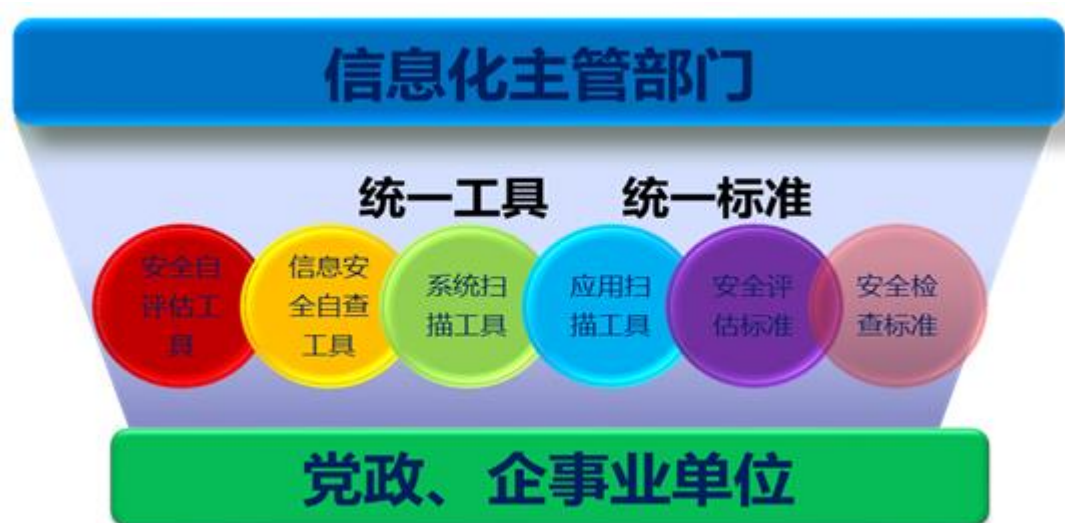 信息化主管部门
统一工具 统一标准
安全自
评估工
具
信息安
全自查
工具
系统扫
描工具
应用扫
描工具
安全评
估标准
安全检
查标准
党政、企事业单位